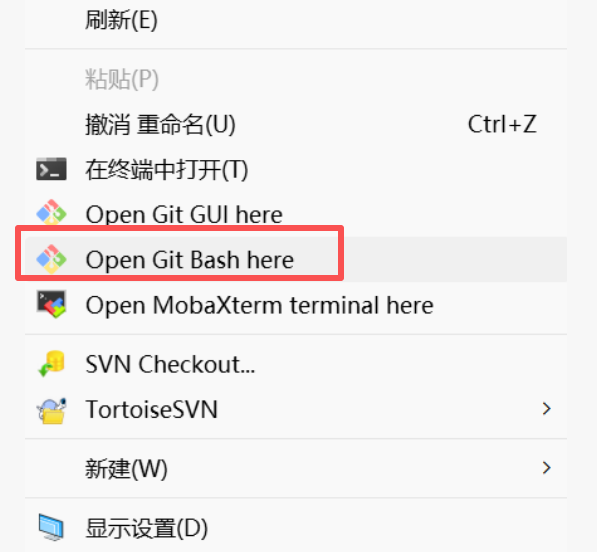 刷新(E)
粘贴(P)
撤消 重命名(U) Ctrl+Z
在终端中打开(T)
Open Git GUI here
Open Git Bash here
Open MobaXterm terminal here
SVN Checkout...
TortoiseSVN
新建(W)
显示设置(D)